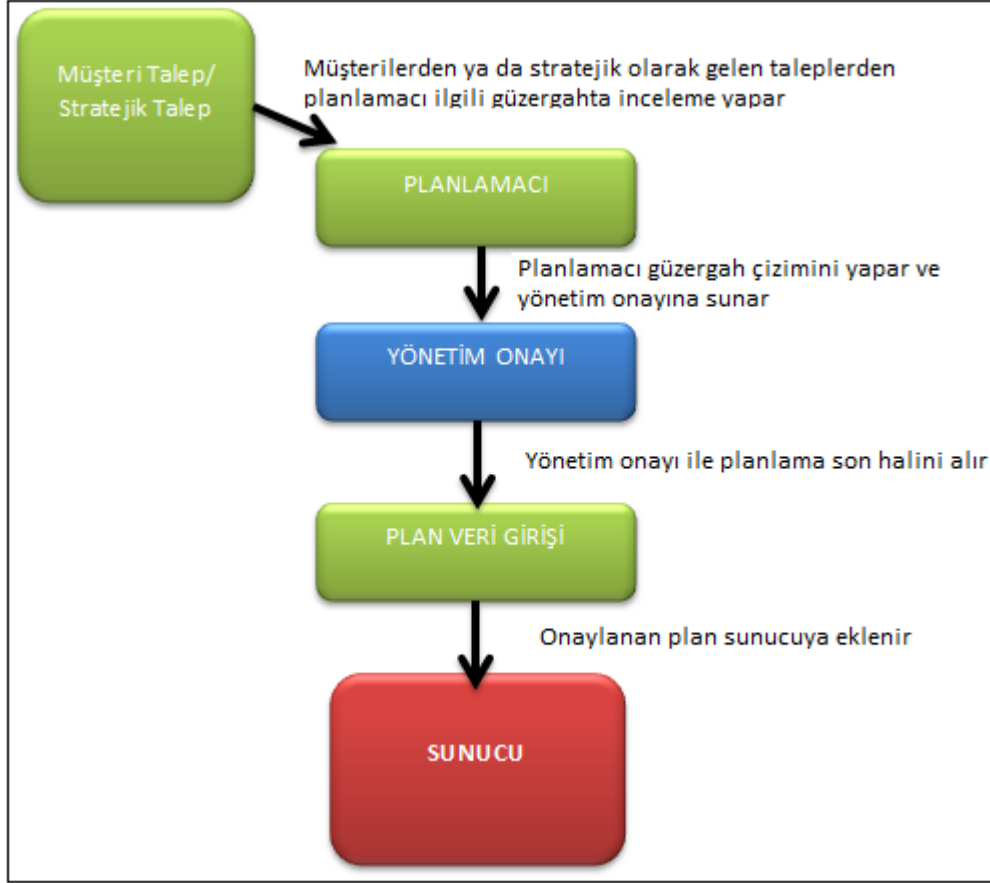 Müşteri Talep/
Stratejik Talep
Müşterilerden ya da stratejik olarak gelen taleplerden
planlamacı ilgili güzergahta inceleme yapar
PLANLAMACI
Planlamacı güzergah çizimini yapar ve
yönetim onayına sunar
YÖNETİM ONAYI
Yönetim onayı ile planlama son halini alır
PLAN VERİ GİRİŞİ
Onaylanan plan sunucuya eklenir
SUNUCU